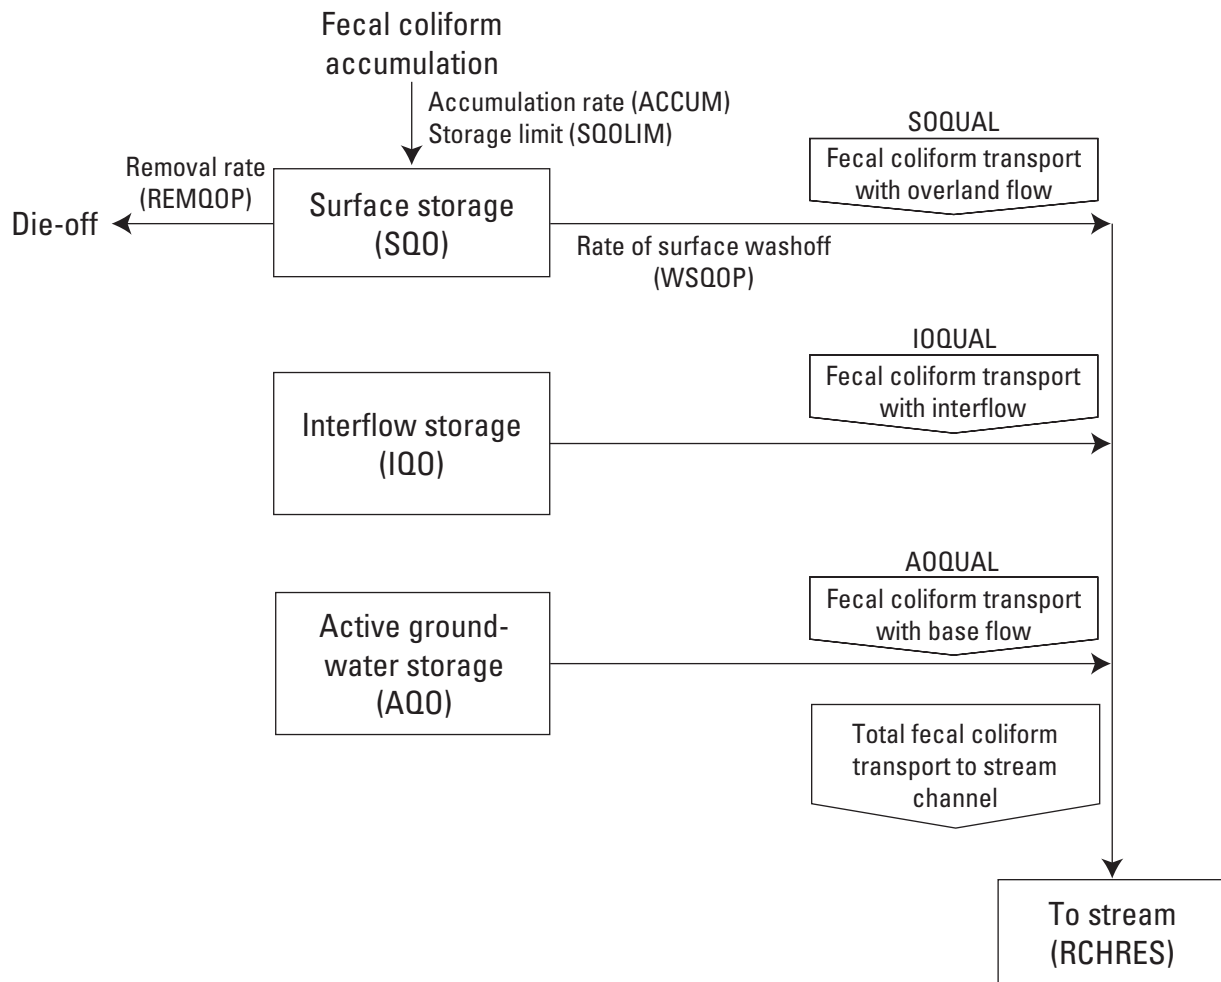 Fecal coliform
accumulation
Accumulation rate (ACCUM)
Storage limit (SQOLIM)
SOQUAL
Fecal coliform transport
with overland flow
Removal rate
(REMQOP)
Die-off
Surface storage
(SQO)
Rate of surface washoff
(WSQOP)
IOQUAL
Fecal coliform transport
with interflow
Interflow storage
(IQO)
AOQUAL
Fecal coliform transport
with base flow
Active ground-
water storage
(AQO)
Total fecal coliform
transport to stream
channel
To stream
(RCHRES)